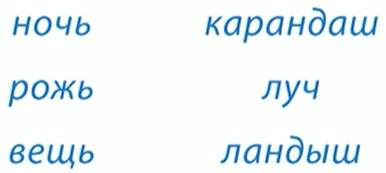 ночь карандаш
рожь луч
вещь ландыш